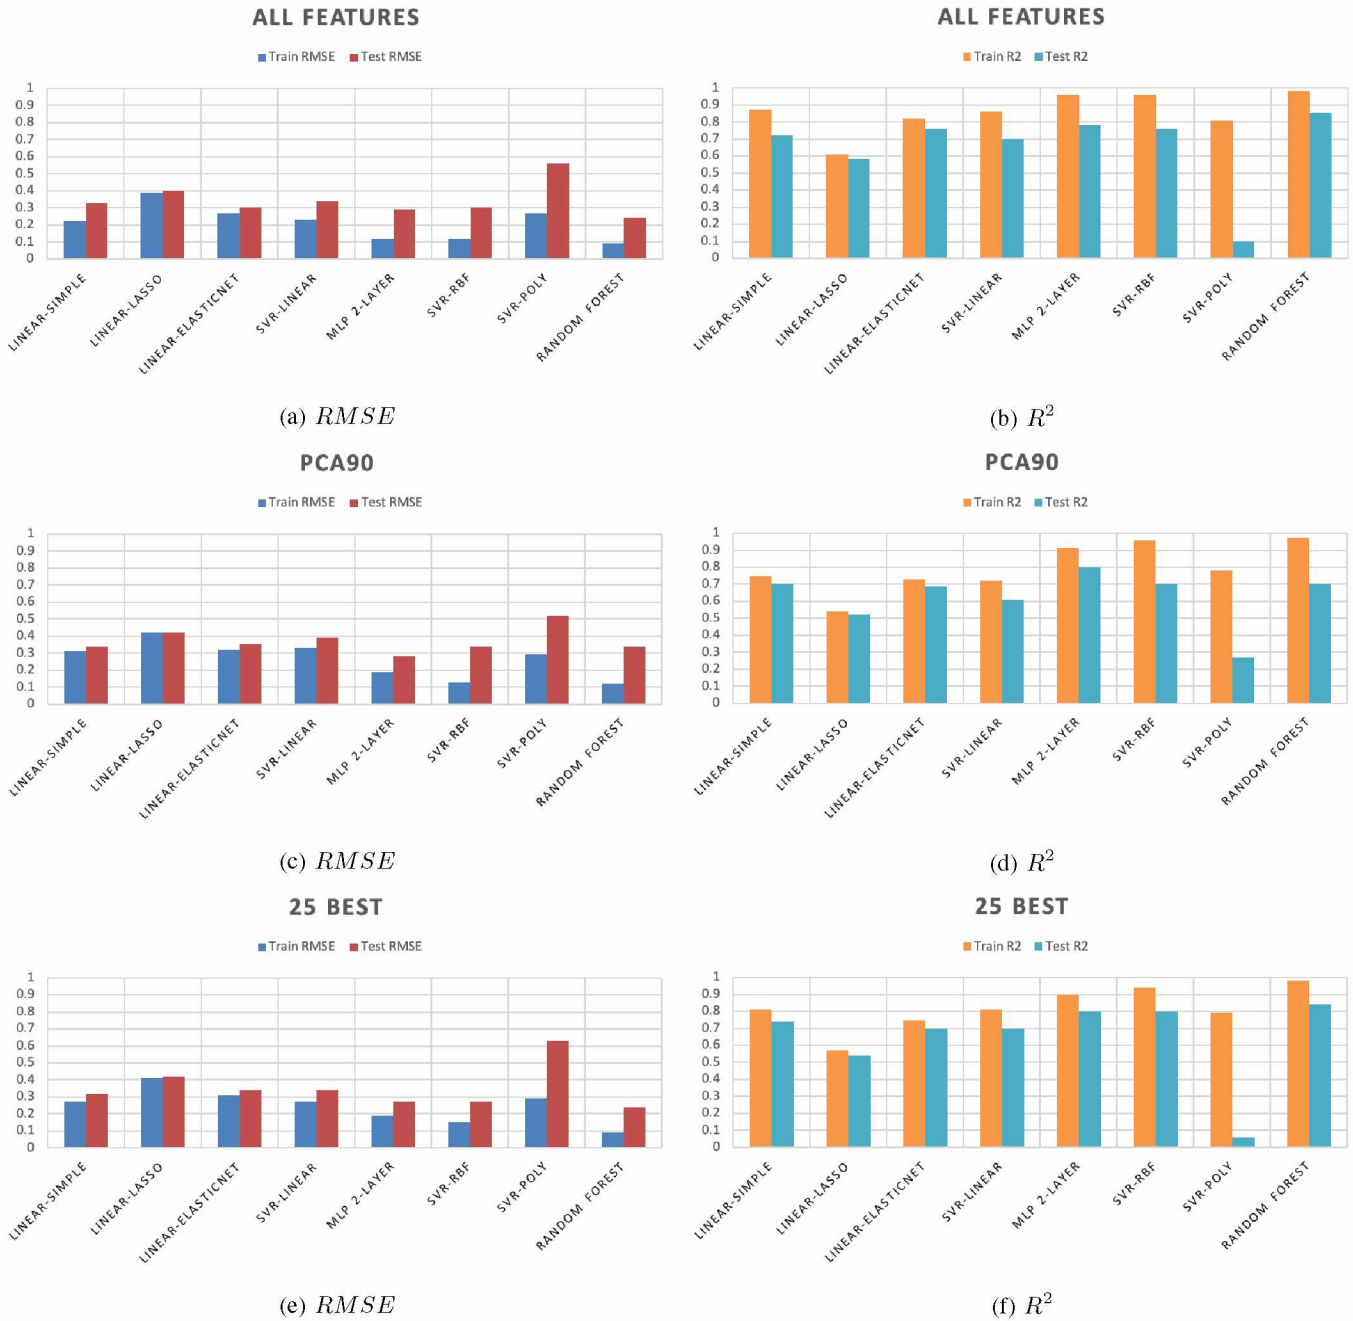 ALL FEATURES
Train RMSE Test RMSE
1
0.9
0.8
0.7
0.6
0.5
0.4
0.3
0.2
0.1
0
LINEAR-SIMPLE
LINEAR-LASSO
LINEAR-ELASTICNET
SVR-LINEAR
MLP 2-LAYER
SVR-RBF
SVR-POLY
RANDOM FOREST
(a) RMSE
ALL FEATURES
Train R2 Test R2
1
0.9
0.8
0.7
0.6
0.5
0.4
0.3
0.2
0.1
0
LINEAR-SIMPLE
LINEAR-LASSO
LINEAR-ELASTICNET
SVR-LINEAR
MLP 2-LAYER
SVR-RBF
SVR-POLY
RANDOM FOREST
(b) R²
PCA90
Train RMSE Test RMSE
1
0.9
0.8
0.7
0.6
0.5
0.4
0.3
0.2
0.1
0
LINEAR-SIMPLE
LINEAR-LASSO
LINEAR-ELASTICNET
SVR-LINEAR
MLP 2-LAYER
SVR-RBF
SVR-POLY
RANDOM FOREST
(c) RMSE
PCA90
Train R2 Test R2
1
0.9
0.8
0.7
0.6
0.5
0.4
0.3
0.2
0.1
0
LINEAR-SIMPLE
LINEAR-LASSO
LINEAR-ELASTICNET
SVR-LINEAR
MLP 2-LAYER
SVR-RBF
SVR-POLY
RANDOM FOREST
(d) R²
25 BEST
Train RMSE Test RMSE
1
0.9
0.8
0.7
0.6
0.5
0.4
0.3
0.2
0.1
0
LINEAR-SIMPLE
LINEAR-LASSO
LINEAR-ELASTICNET
SVR-LINEAR
MLP 2-LAYER
SVR-RBF
SVR-POLY
RANDOM FOREST
(e) RMSE
25 BEST
Train R2 Test R2
1
0.9
0.8
0.7
0.6
0.5
0.4
0.3
0.2
0.1
0
LINEAR-SIMPLE
LINEAR-LASSO
LINEAR-ELASTICNET
SVR-LINEAR
MLP 2-LAYER
SVR-RBF
SVR-POLY
RANDOM FOREST
(f) R²